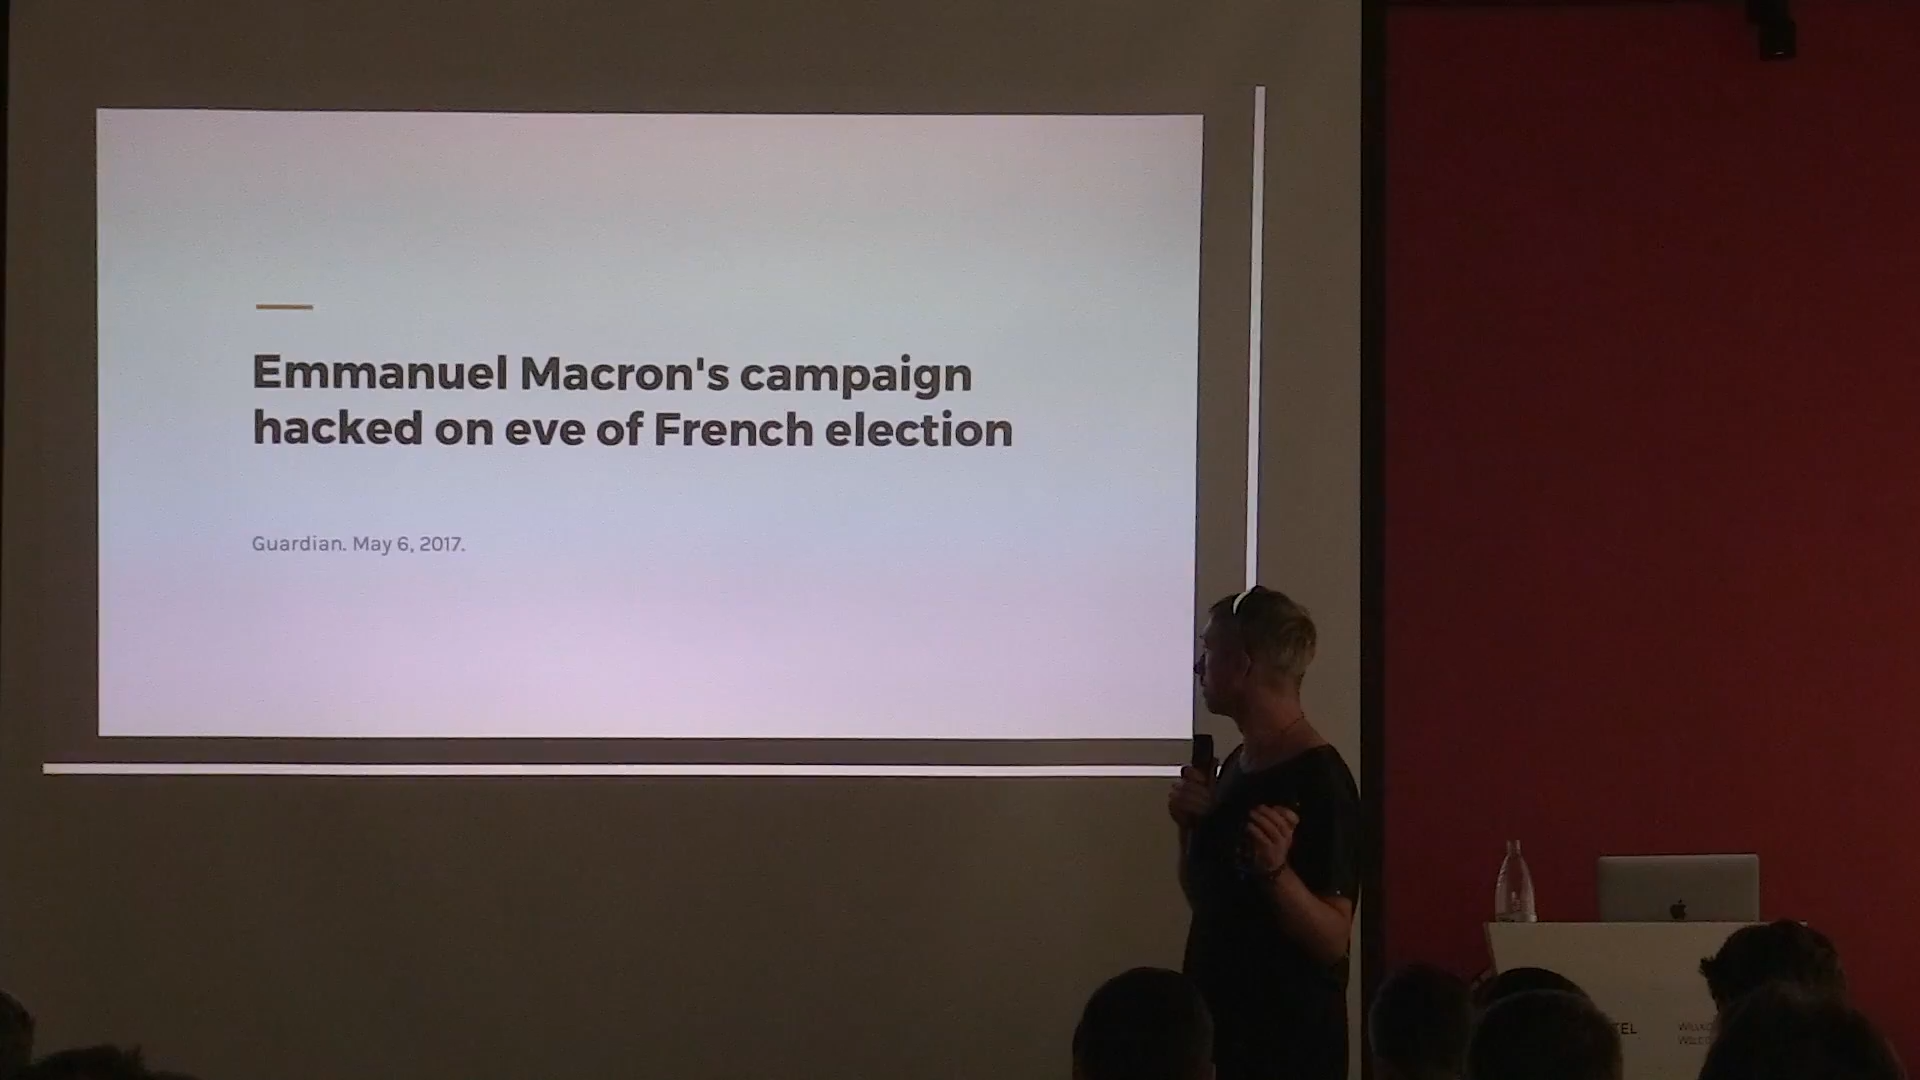 Emmanuel Macron's campaign
hacked on eve of French election
Guardian. May 6, 2017.